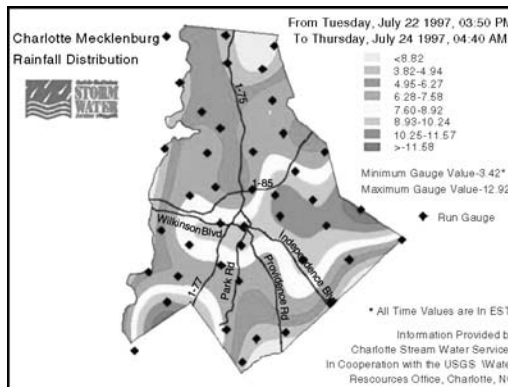 Charlotte Mecklenburg
Rainfall Distribution
STORM
WATER
From Tuesday, July 22 1997, 03:50 PM
To Thursday, July 24 1997, 04:40 AM
<8.82
3.82-4.94
4.95-6.27
6.28-7.58
7.60-8.92
8.93-10.24
10.25-11.57
>-11.58
Minimum Gauge Value-3.42"
Maximum Gauge Value-12.92
Run Gauge
1-75
1-85
Wilkinson Blvd
1-77
Park Rd
Providence Rd
Independence Bl
* All Time Values are In EST
Information Provided b
Charlotte Stream Water Service
In Cooperation with the USGS \Wate
Rescources Office, Charlotte, N